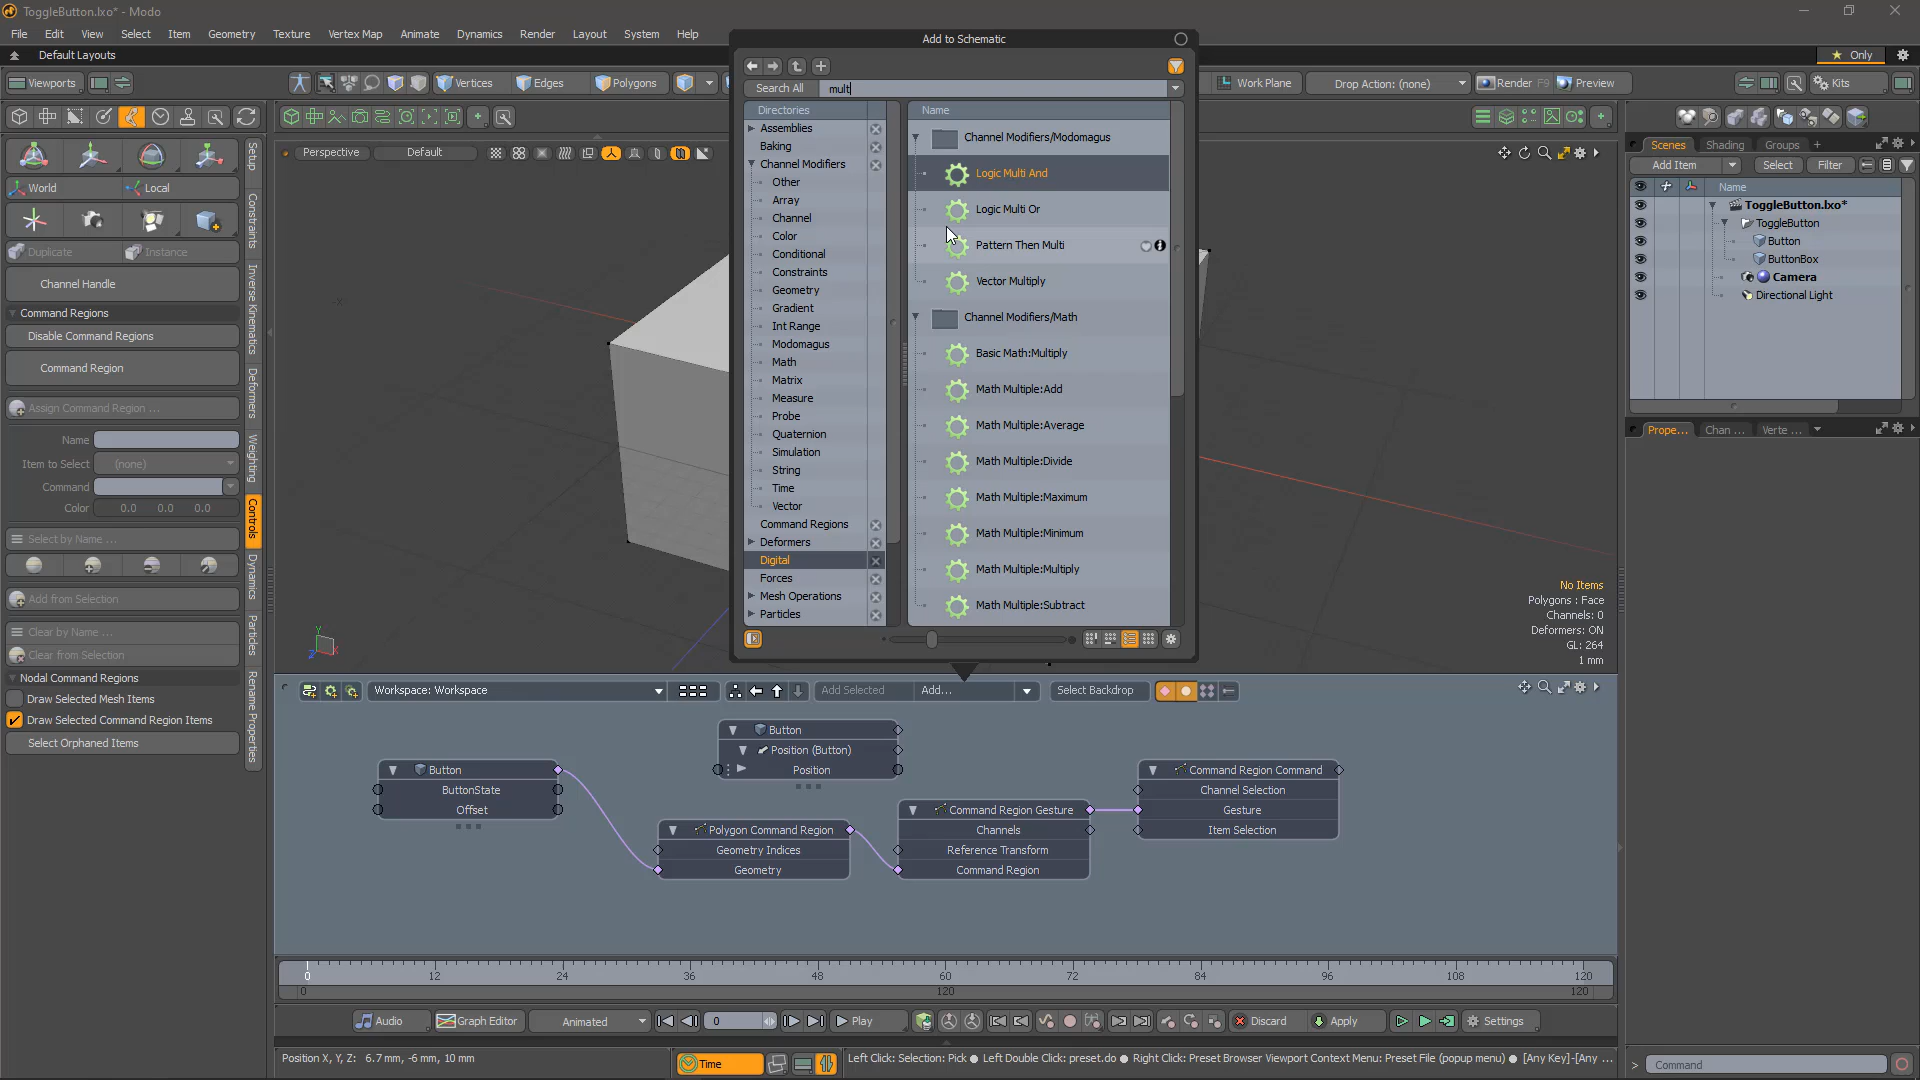 ToggleButton.lxo* - Modo
File Edit View Select Item Geometry Texture Vertex Map Animate Dynamics Render Layout System Help
Default Layouts
Only
Viewports
Vertices
Edges
Polygons
Work Plane
Drop Action: (none)
Render F9
Preview
Kits
World
Local
Duplicate
Instance
Channel Handle
Command Regions
Disable Command Regions
Command Region
Assign Command Region ...
Name
Item to Select (none)
Command
Color 0.0 0.0 0.0
Select by Name ...
Add from Selection
Clear by Name ...
Clear from Selection
Nodal Command Regions
Draw Selected Mesh Items
Draw Selected Command Region Items
Select Orphaned Items
Setup
Constraints
Inverse Kinematics
Deformers
Weighting
Controls
Dynamics
Particles
Rename Properties
Perspective
Default
Add to Schematic
Search All
mult
Directories
Assemblies
Baking
Channel Modifiers
Other
Array
Channel
Color
Conditional
Constraints
Geometry
Gradient
Int Range
Modomagus
Math
Matrix
Measure
Probe
Quaternion
Simulation
String
Time
Vector
Command Regions
Deformers
Digital
Forces
Mesh Operations
Particles
Name
Channel Modifiers/Modomagus
Logic Multi And
Logic Multi Or
Pattern Then Multi
Vector Multiply
Channel Modifiers/Math
Basic Math:Multiply
Math Multiple:Add
Math Multiple:Average
Math Multiple:Divide
Math Multiple:Maximum
Math Multiple:Minimum
Math Multiple:Multiply
Math Multiple:Subtract
No Items
Polygons : Face
Channels: 0
Deformers: ON
GL: 264
1 mm
Y
X
Z
Scenes
Shading
Groups
Add Item
Select
Filter
Name
ToggleButton.lxo*
ToggleButton
Button
ButtonBox
Camera
Directional Light
Prope...
Chan ...
Verte ...
Workspace: Workspace
Add Selected
Add...
Select Backdrop
Button
ButtonState
Offset
Button
Position (Button)
Position
Polygon Command Region
Geometry Indices
Geometry
Command Region Gesture
Channels
Reference Transform
Command Region
Command Region Command
Channel Selection
Gesture
Item Selection
0 12 24 36 48 60 72 84 96 108 120
0 120 120
Audio
Graph Editor
Animated
0
Play
Discard
Apply
Settings
Position X, Y, Z: 6.7 mm, -6 mm, 10 mm
Time
Left Click: Selection: Pick ● Left Double Click: preset.do ● Right Click: Preset Browser Viewport Context Menu: Preset File (popup menu) ● [Any Key]-[Any ...
Command